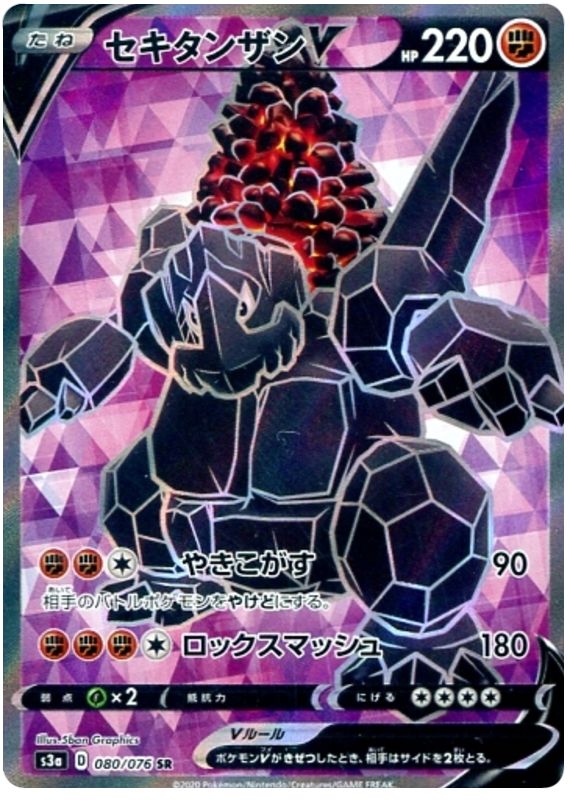 たね セキタンザンV HP 220
やきこがす 90
相手のバトルポケモンをやけどにする。
ロックスマッシュ 180
弱点 ×2 抵抗力 にげる
Illus. 5ban Graphics
Vルール
s3a D 080/076 SR
ポケモンVがきぜつしたとき、相手はサイドを2枚とる。
©2020 Pokémon/Nintendo/Creatures/GAME FREAK.